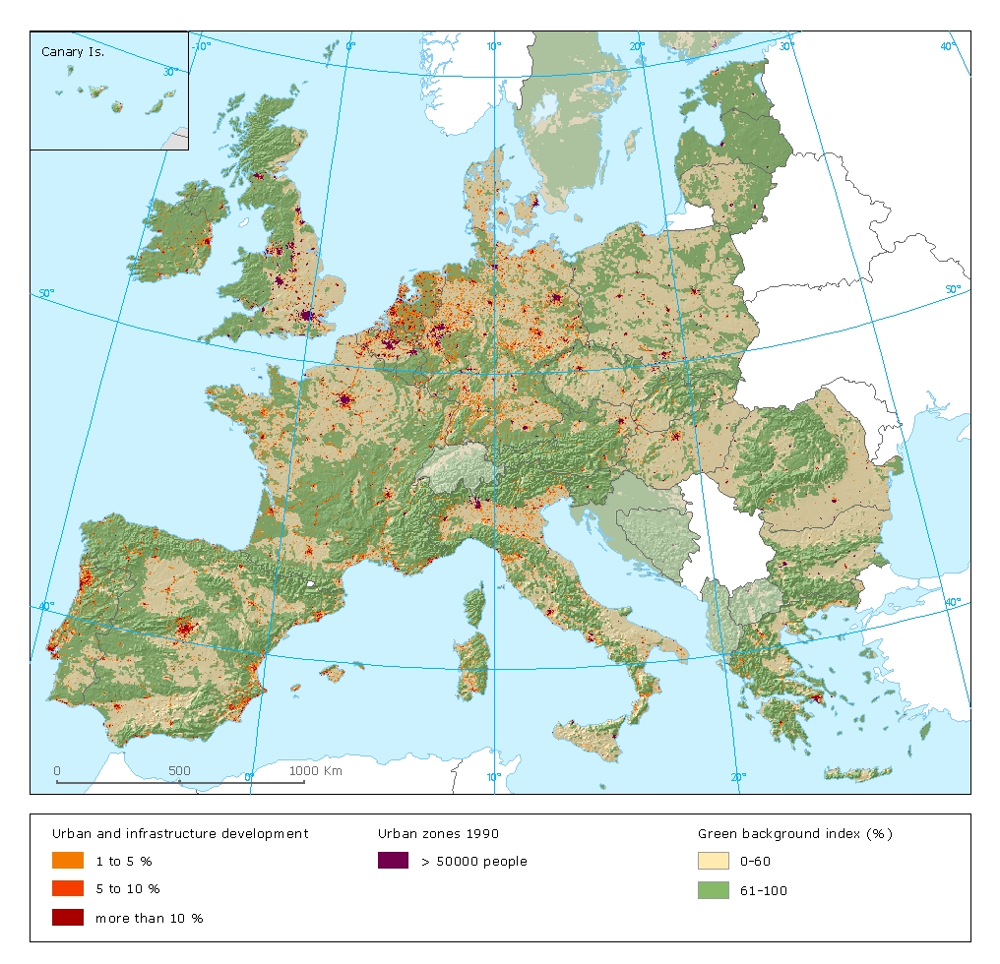 Canary Is.
-10°
0°
10°
20°
30°
40°
30°
50°
50°
40°
40°
0
500
1000 Km
0°
10°
20°
Urban and infrastructure development
Urban zones 1990
Green background index (%)
1 to 5 %
> 50000 people
0-60
5 to 10 %
61-100
more than 10 %